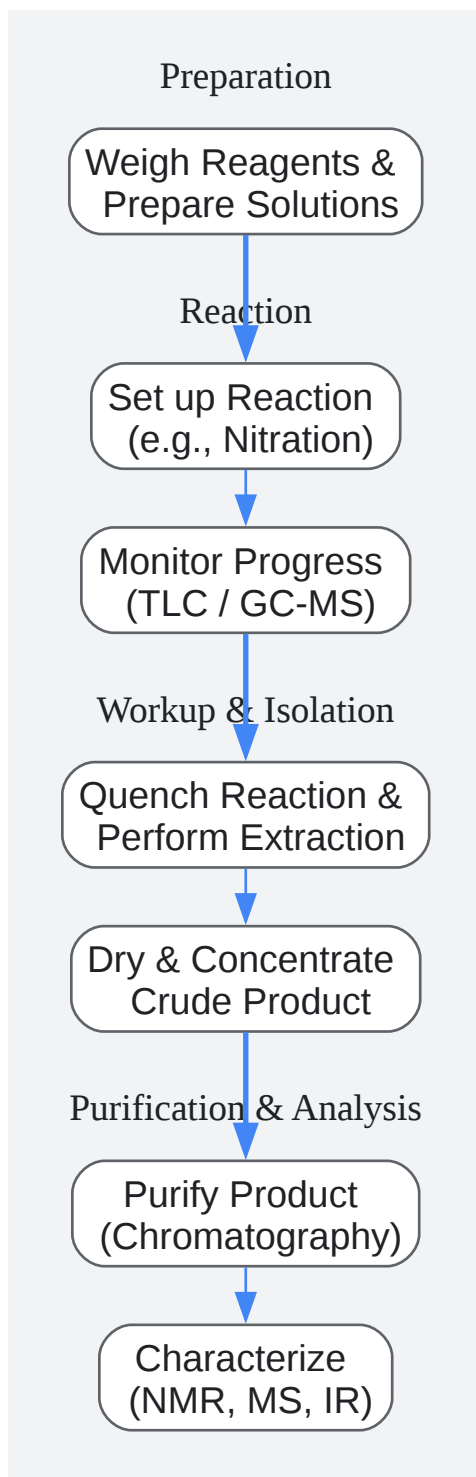 Preparation
Weigh Reagents &
Prepare Solutions
Reaction
Set up Reaction
(e.g., Nitration)
Monitor Progress
(TLC / GC-MS)
Workup & Isolation
Quench Reaction &
Perform Extraction
Dry & Concentrate
Crude Product
Purification & Analysis
Purify Product
(Chromatography)
Characterize
(NMR, MS, IR)